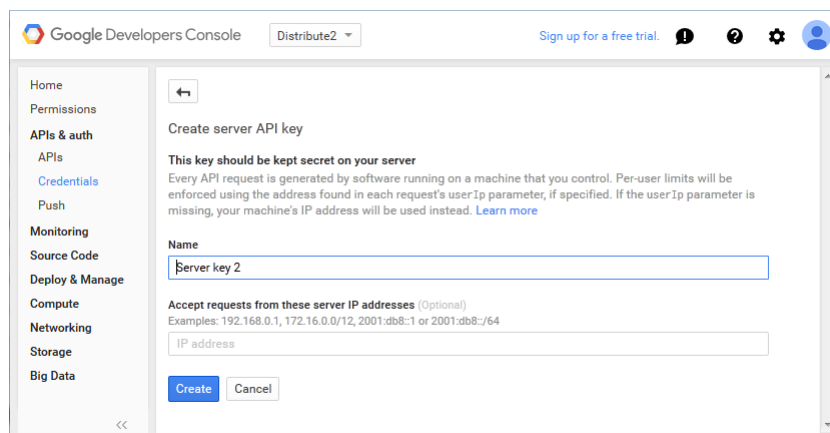 Google Developers Console
Distribute2
Sign up for a free trial.
Home
Permissions
APIs & auth
APIs
Credentials
Push
Monitoring
Source Code
Deploy & Manage
Compute
Networking
Storage
Big Data
Create server API key
This key should be kept secret on your server
Every API request is generated by software running on a machine that you control. Per-user limits will be
enforced using the address found in each request's userIp parameter, if specified. If the userIp parameter is
missing, your machine's IP address will be used instead. Learn more
Name
Server key 2
Accept requests from these server IP addresses (Optional)
Examples: 192.168.0.1, 172.16.0.0/12, 2001:db8::1 or 2001:db8::/64
IP address
Create
Cancel